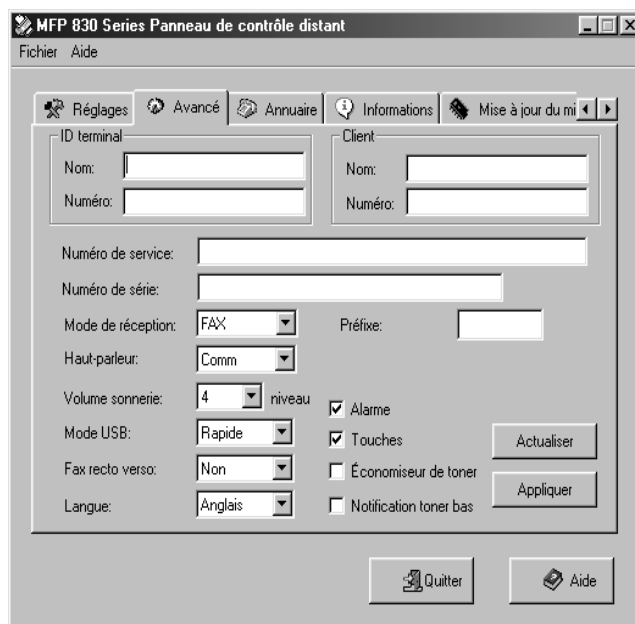 MFP 830 Series Panneau de contrôle distant
Fichier Aide
Réglages Avancé Annuaire Informations Mise à jour du mi
ID terminal Client
Nom: Nom:
Numéro: Numéro:
Numéro de service:
Numéro de série:
Mode de réception: FAX Préfixe:
Haut-parleur: Comm
Volume sonnerie: 4 niveau Alarme
Mode USB: Rapide Touches Actualiser
Fax recto verso: Non Économiseur de toner
Appliquer
Langue: Anglais Notification toner bas
Quitter Aide